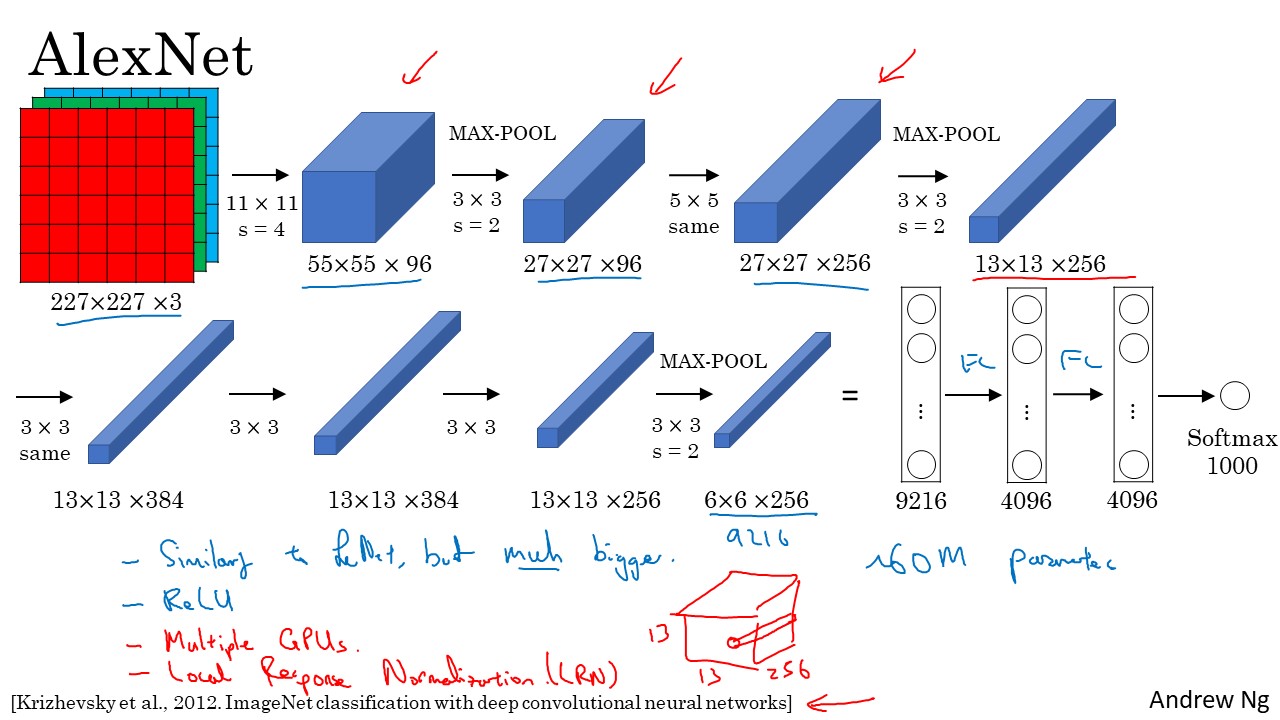 AlexNet
MAX-POOL
MAX-POOL
11 × 11
s = 4
3 × 3
s = 2
5 × 5
same
3 × 3
s = 2
227×227 ×3
55×55 × 96
27×27 ×96
27×27 ×256
13×13 ×256
3 × 3
same
3 × 3
3 × 3
MAX-POOL
3 × 3
s = 2
=
FC
FC
⋮
⋮
⋮
Softmax
1000
13×13 ×384
13×13 ×384
13×13 ×256
6×6 ×256
9216
9216
4096
4096
- Similarity to LeNet, but much bigger.
~60M parameters
- ReLU
- Multiple GPUs.
- Local Response Normalization (LRN)
13
13
256
[Krizhevsky et al., 2012. ImageNet classification with deep convolutional neural networks]
Andrew Ng